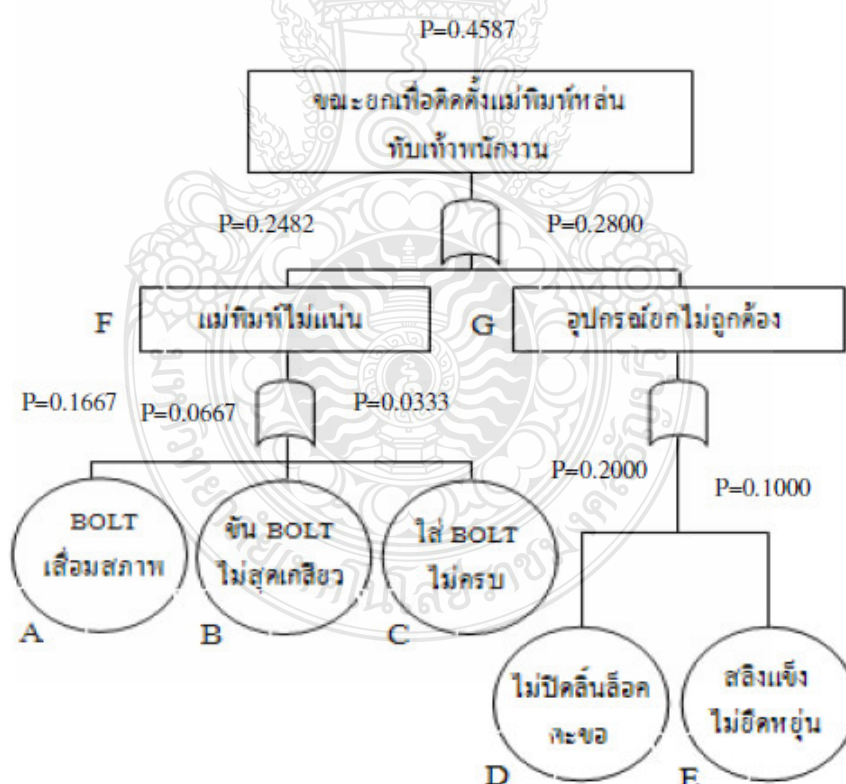 P=0.4587
ขณะยกเพื่อติดตั้งแม่พิมพ์หล่น
ทับเท้าพนักงาน
P=0.2482
P=0.2800
F
แม่พิมพ์ไม่แน่น
G
อุปกรณ์ยกไม่ถูกต้อง
P=0.1667
P=0.0667
P=0.0333
P=0.2000
P=0.1000
BOLT
เสื่อมสภาพ
A
ขัน BOLT
ไม่สุดเกลียว
B
ใส่ BOLT
ไม่ครบ
C
ไม่ปิดลิ้นล็อค
ตะขอ
D
สลิงแข็ง
ไม่ยืดหยุ่น
E